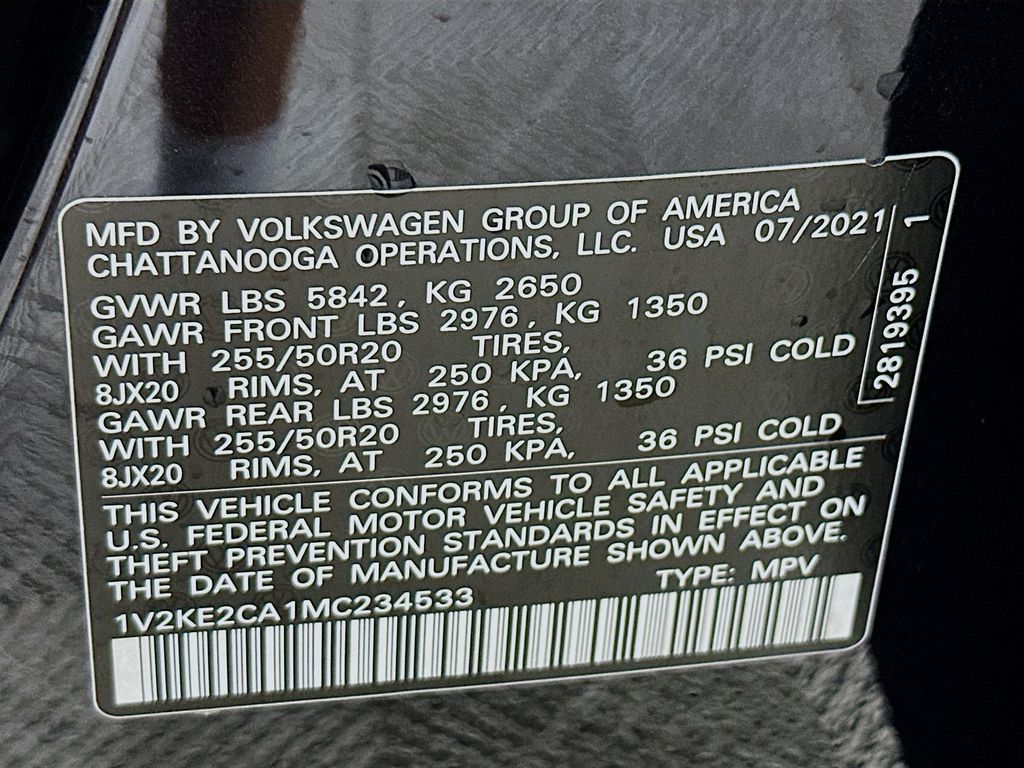 MFD BY VOLKSWAGEN GROUP OF AMERICA
CHATTANOOGA OPERATIONS, LLC. USA 07/2021
GVWR LBS 5842, KG 2650
GAWR FRONT LBS 2976, KG 1350
WITH 255/50R20 TIRES,
8JX20 RIMS, AT 250 KPA, 36 PSI COLD
GAWR REAR LBS 2976, KG 1350
WITH 255/50R20 TIRES,
8JX20 RIMS, AT 250 KPA, 36 PSI COLD
THIS VEHICLE CONFORMS TO ALL APPLICABLE
U.S. FEDERAL MOTOR VEHICLE SAFETY AND
THEFT PREVENTION STANDARDS IN EFFECT ON
THE DATE OF MANUFACTURE SHOWN ABOVE.
1V2KE2CA1MC234533 TYPE: MPV
2819395 1